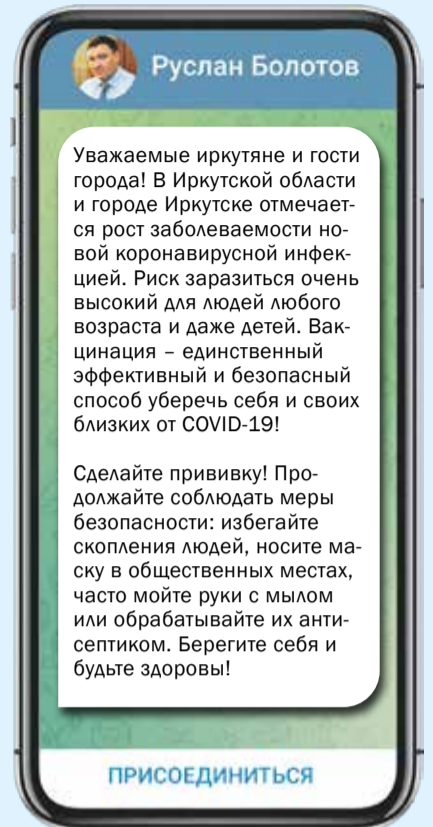 Руслан Болотов
Уважаемые иркутяне и гости
города! В Иркутской области
и городе Иркутске отмечает-
ся рост заболеваемости но-
вой коронавирусной инфек-
цией. Риск заразиться очень
высокий для людей любого
возраста и даже детей. Вак-
цинация – единственный
эффективный и безопасный
способ уберечь себя и своих
близких от COVID-19!
Сделайте прививку! Про-
должайте соблюдать меры
безопасности: избегайте
скопления людей, носите ма-
ску в общественных местах,
часто мойте руки с мылом
или обрабатывайте их анти-
септиком. Берегите себя и
будьте здоровы!
ПРИСОЕДИНИТЬСЯ